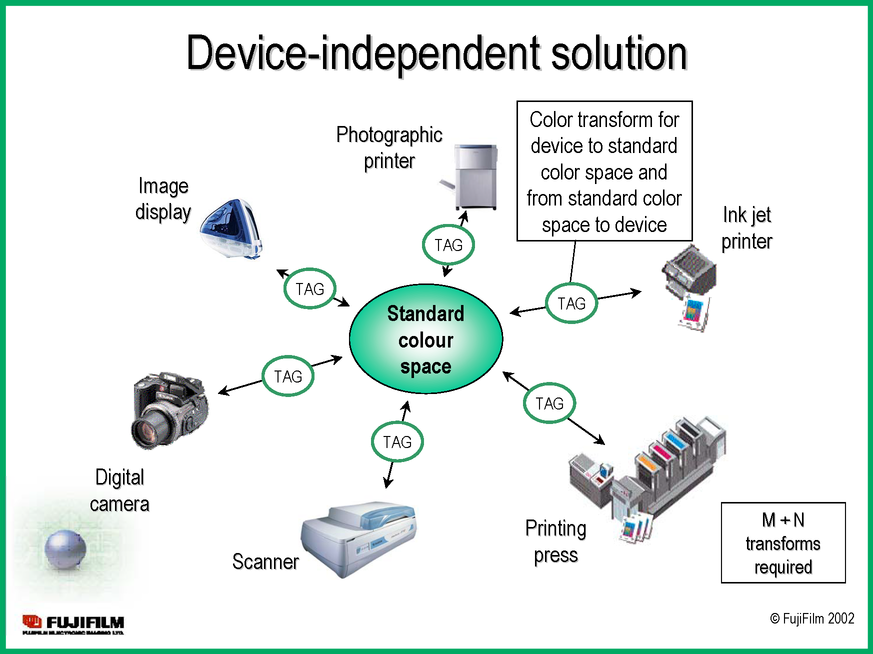 Device-independent solution
Photographic
printer
Color transform for
device to standard
color space and
from standard color
space to device
Image
display
Ink jet
printer
TAG
TAG
TAG
Standard
colour
space
TAG
TAG
TAG
Digital
camera
Scanner
Printing
press
M + N
transforms
required
FUJIFILM
FUJIFILM ELECTRONIC IMAGING LTD.
© FujiFilm 2002